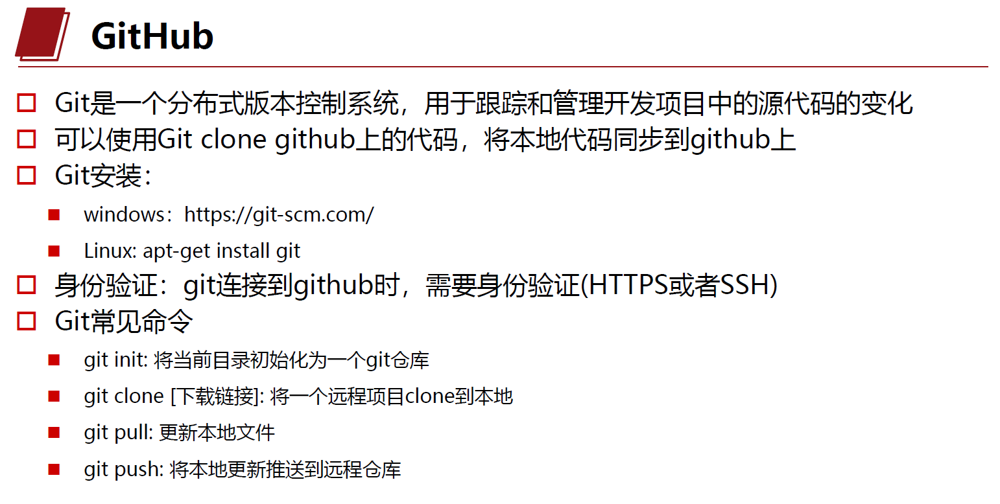 GitHub
Git是一个分布式版本控制系统，用于跟踪和管理开发项目中的源代码的变化
可以使用Git clone github上的代码，将本地代码同步到github上
Git安装：
windows：https://git-scm.com/
Linux: apt-get install git
身份验证：git连接到github时，需要身份验证(HTTPS或者SSH)
Git常见命令
git init: 将当前目录初始化为一个git仓库
git clone [下载链接]: 将一个远程项目clone到本地
git pull: 更新本地文件
git push: 将本地更新推送到远程仓库